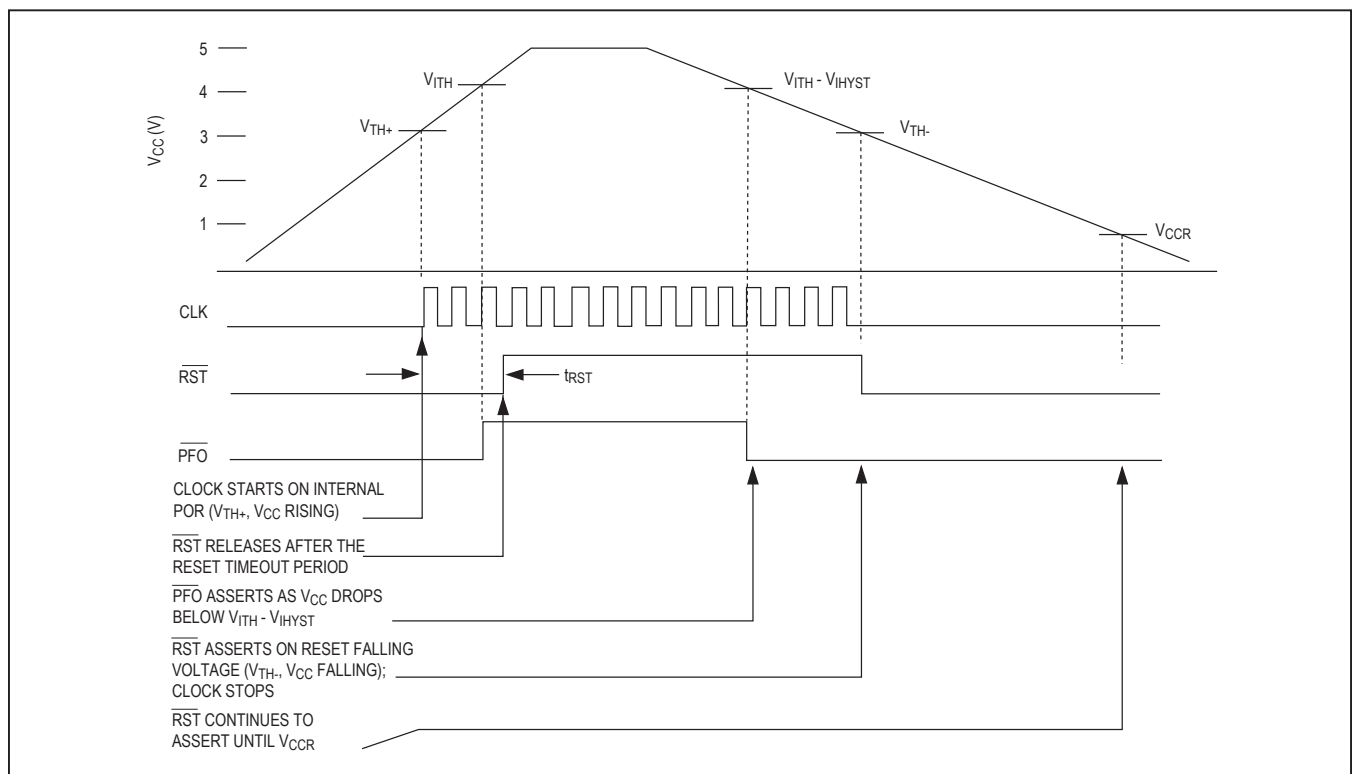 5
4
3
2
1
VCC (V)
VITH
VTH+
VITH - VIHYST
VTH-
VCCR
CLK
RST
tRST
PFO
CLOCK STARTS ON INTERNAL
POR (VTH+, VCC RISING)
RST RELEASES AFTER THE
RESET TIMEOUT PERIOD
PFO ASSERTS AS VCC DROPS
BELOW VITH - VIHYST
RST ASSERTS ON RESET FALLING
VOLTAGE (VTH-, VCC FALLING);
CLOCK STOPS
RST CONTINUES TO
ASSERT UNTIL VCCR